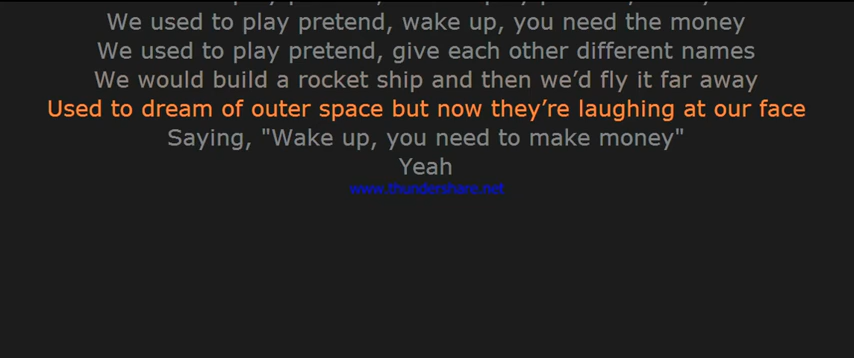 We used to play pretend, wake up, you need the money
We used to play pretend, give each other different names
We would build a rocket ship and then we’d fly it far away
Used to dream of outer space but now they’re laughing at our face
Saying, "Wake up, you need to make money"
Yeah
www.thundershare.net